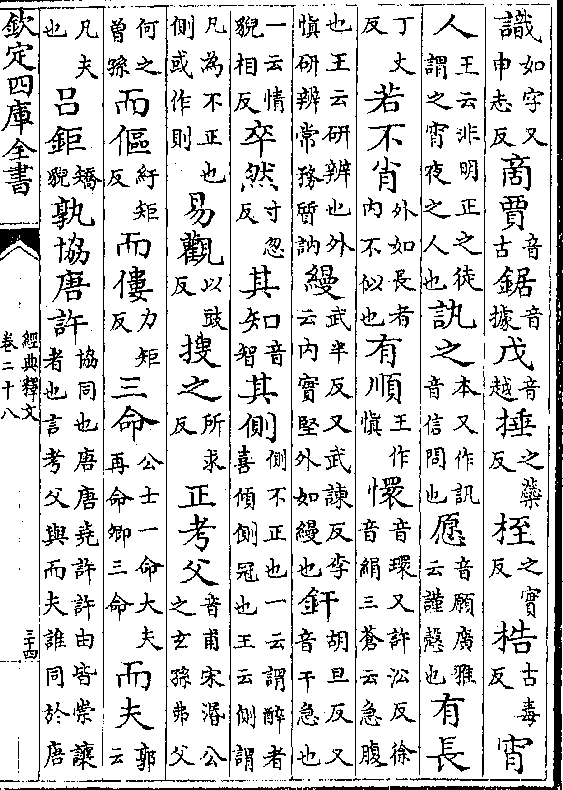 識如字又申志反商賈音古鋸音據戉音越捶之蘂反桎之實反梏古毒反宵
人王云非明正之徒謂之宵夜之人也訊之本又作訊音信問也愿音願廣雅云謹愨也有長
丁丈反若不肖外如長者內不似也有順王作愼懁音環又許沇反徐音絹三蒼云急腹
也王云研辨也外愼研辨常務質訥縵武半反又武諫反李云內實堅外如縵也釬胡旦反又音干急也
一云情貌相反卒然寸忽反其知音智其側側不正也一云謂醉者喜傾側冠也王云側謂
凡為不正也側或作則易觀以豉反搜之所求反正考父音甫宋湣公之玄孫弗父
何之曾孫而傴紆矩反而僂力矩反三命公士一命大夫再命卿三命而夫郭云
凡夫也呂鉅矯貌孰協唐許協同也唐唐堯許許由皆崇讓者也言考父與而夫誰同於唐
欽定四庫全書
經典釋文
卷二十八
三四